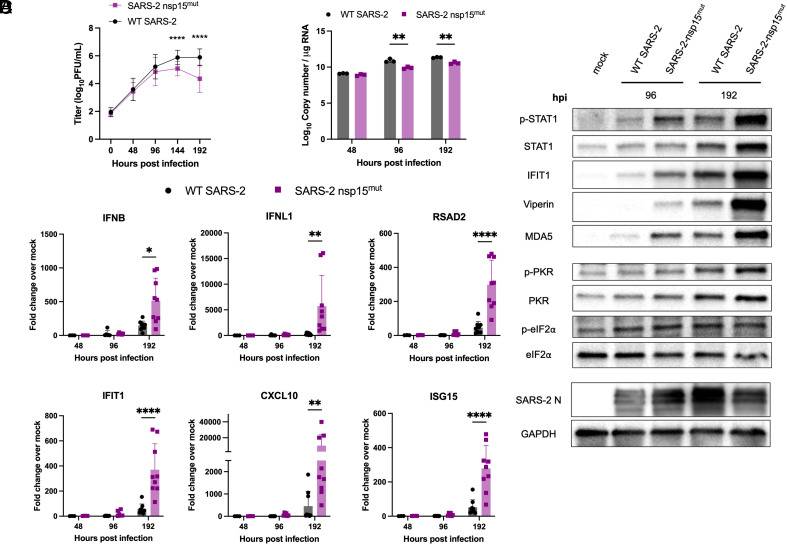 SARS-2 nsp15mut
WT SARS-2
**** ****
Titer (log10PFU/mL)
8
6
4
2
0
0 48 96 144 192
Hours post infection
WT SARS-2
SARS-2 nsp15mut
** **
Log10 Copy number / μg RNA
15
10
5
0
48 96 192
Hours post infection
WT SARS-2 SARS-2 nsp15mut
IFNB
*
Fold change over mock
1500
1000
500
0
48 96 192
Hours post infection
IFNL1
**
Fold change over mock
20000
15000
10000
5000
0
48 96 192
Hours post infection
RSAD2
****
Fold change over mock
600
400
200
0
48 96 192
Hours post infection
IFIT1
****
Fold change over mock
800
600
400
200
0
48 96 192
Hours post infection
CXCL10
**
Fold change over mock
40000
20000
2000
1000
0
48 96 192
Hours post infection
ISG15
****
Fold change over mock
600
400
200
0
48 96 192
Hours post infection
mock
WT SARS-2
SARS-2-nsp15mut
WT SARS-2
SARS-2-nsp15mut
hpi 96 192
p-STAT1
STAT1
IFIT1
Viperin
MDA5
p-PKR
PKR
p-eIF2α
eIF2α
SARS-2 N
GAPDH